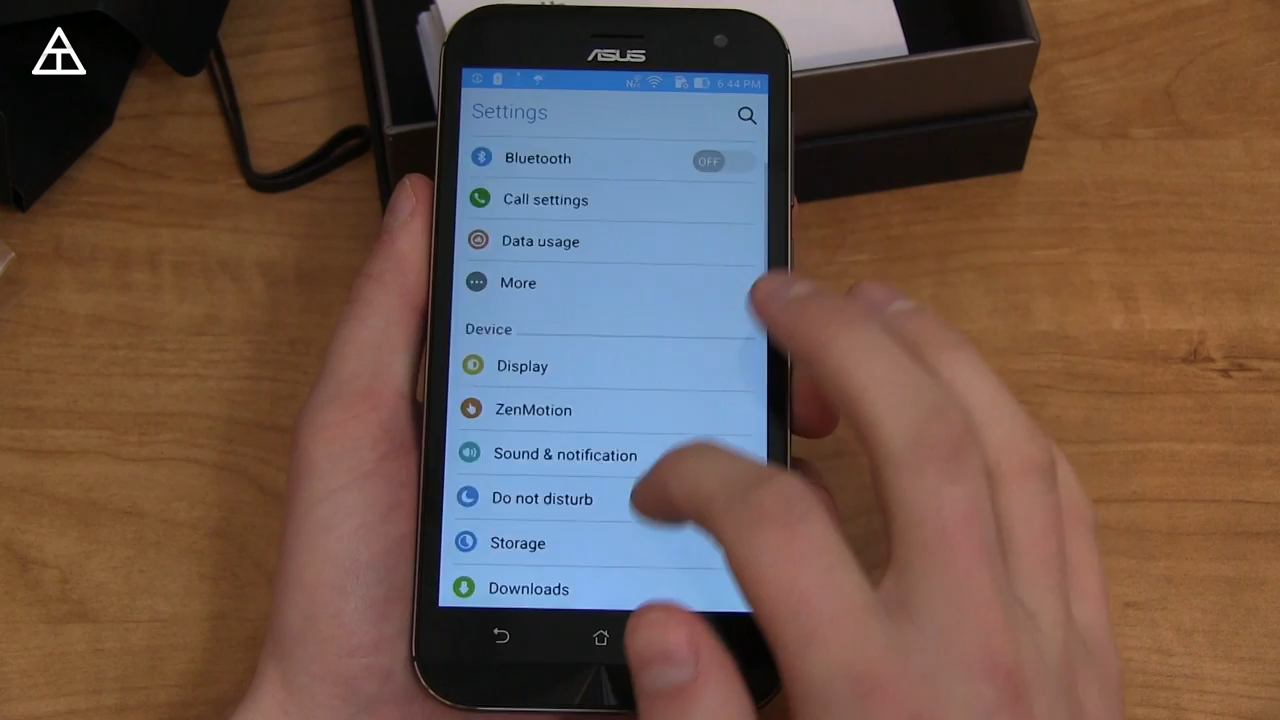 ASUS
6:44 PM
Settings
Bluetooth
OFF
Call settings
Data usage
More
Device
Display
ZenMotion
Sound & notification
Do not disturb
Storage
Downloads